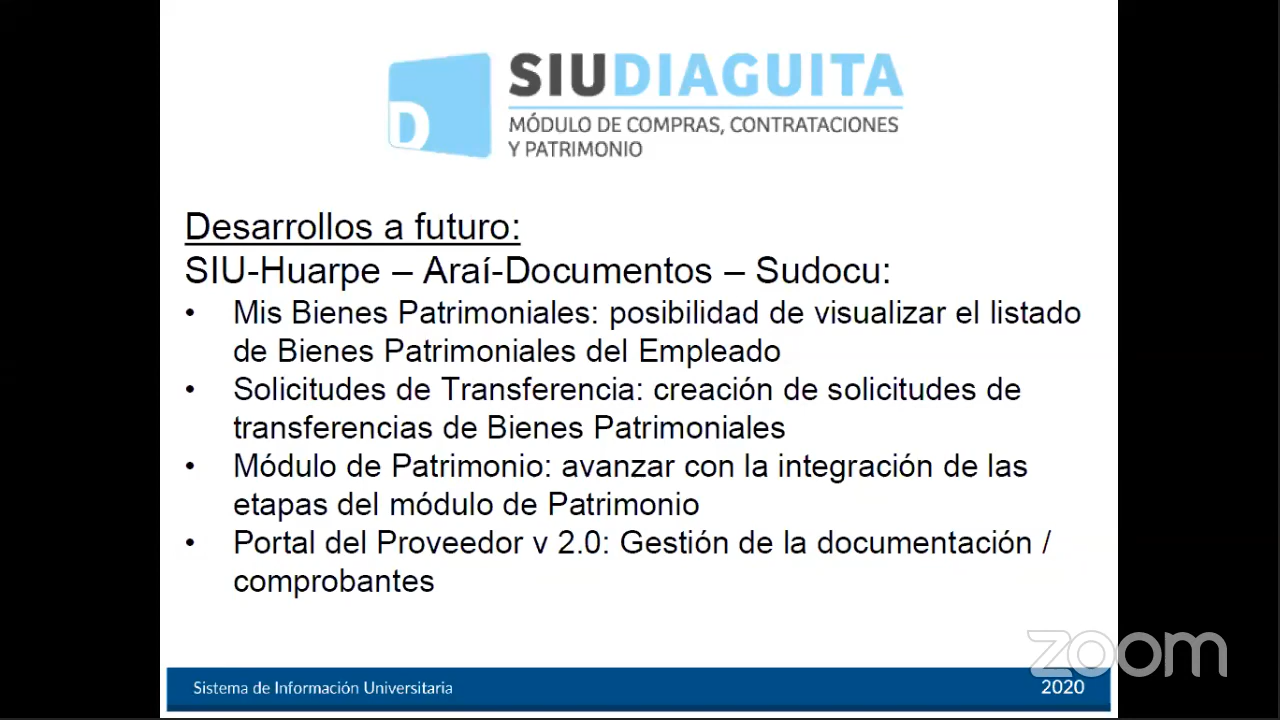 SIUDIAGUITA
MÓDULO DE COMPRAS, CONTRATACIONES
Y PATRIMONIO
D
Desarrollos a futuro:
SIU-Huarpe – Araí-Documentos – Sudocu:
• Mis Bienes Patrimoniales: posibilidad de visualizar el listado
de Bienes Patrimoniales del Empleado
• Solicitudes de Transferencia: creación de solicitudes de
transferencias de Bienes Patrimoniales
• Módulo de Patrimonio: avanzar con la integración de las
etapas del módulo de Patrimonio
• Portal del Proveedor v 2.0: Gestión de la documentación /
comprobantes
zoom
Sistema de Información Universitaria
2020